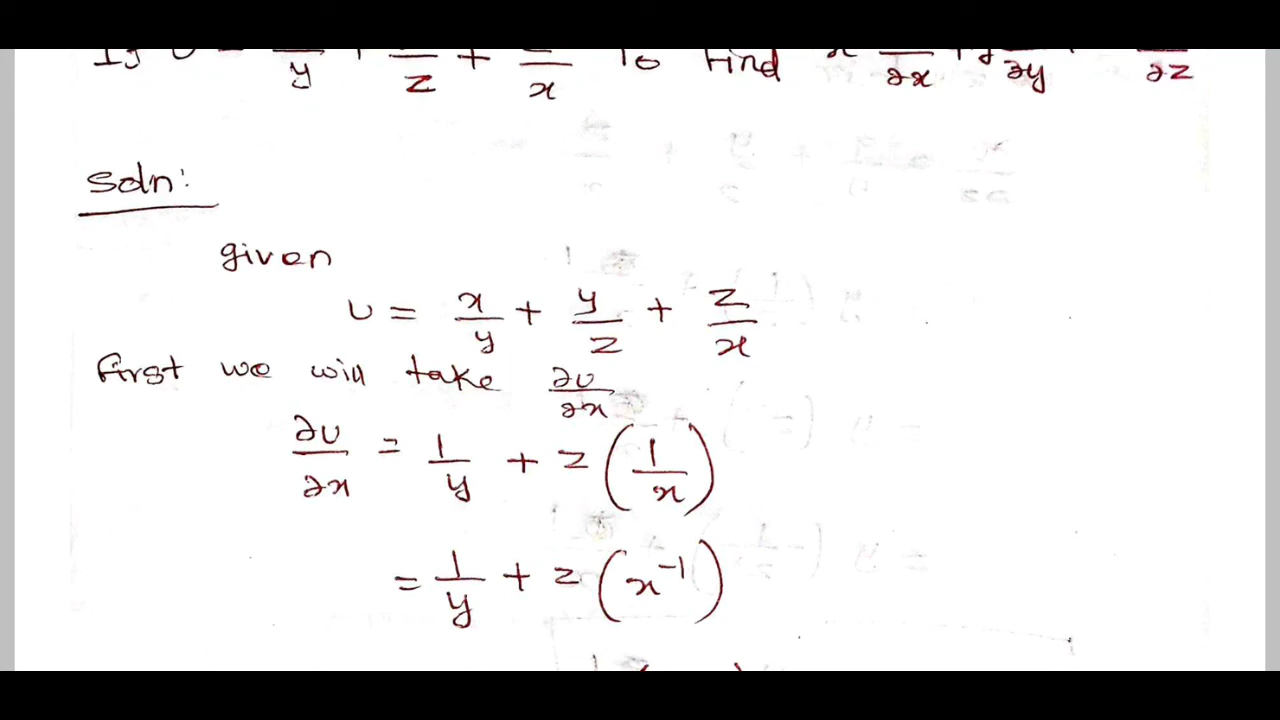 y z + x To find ∂x ∂y ∂z
Soln:
given
U = x/y + y/z + z/x
First we will take ∂U/∂x
∂U/∂x = 1/y + z (1/x)
= 1/y + z (x⁻¹)